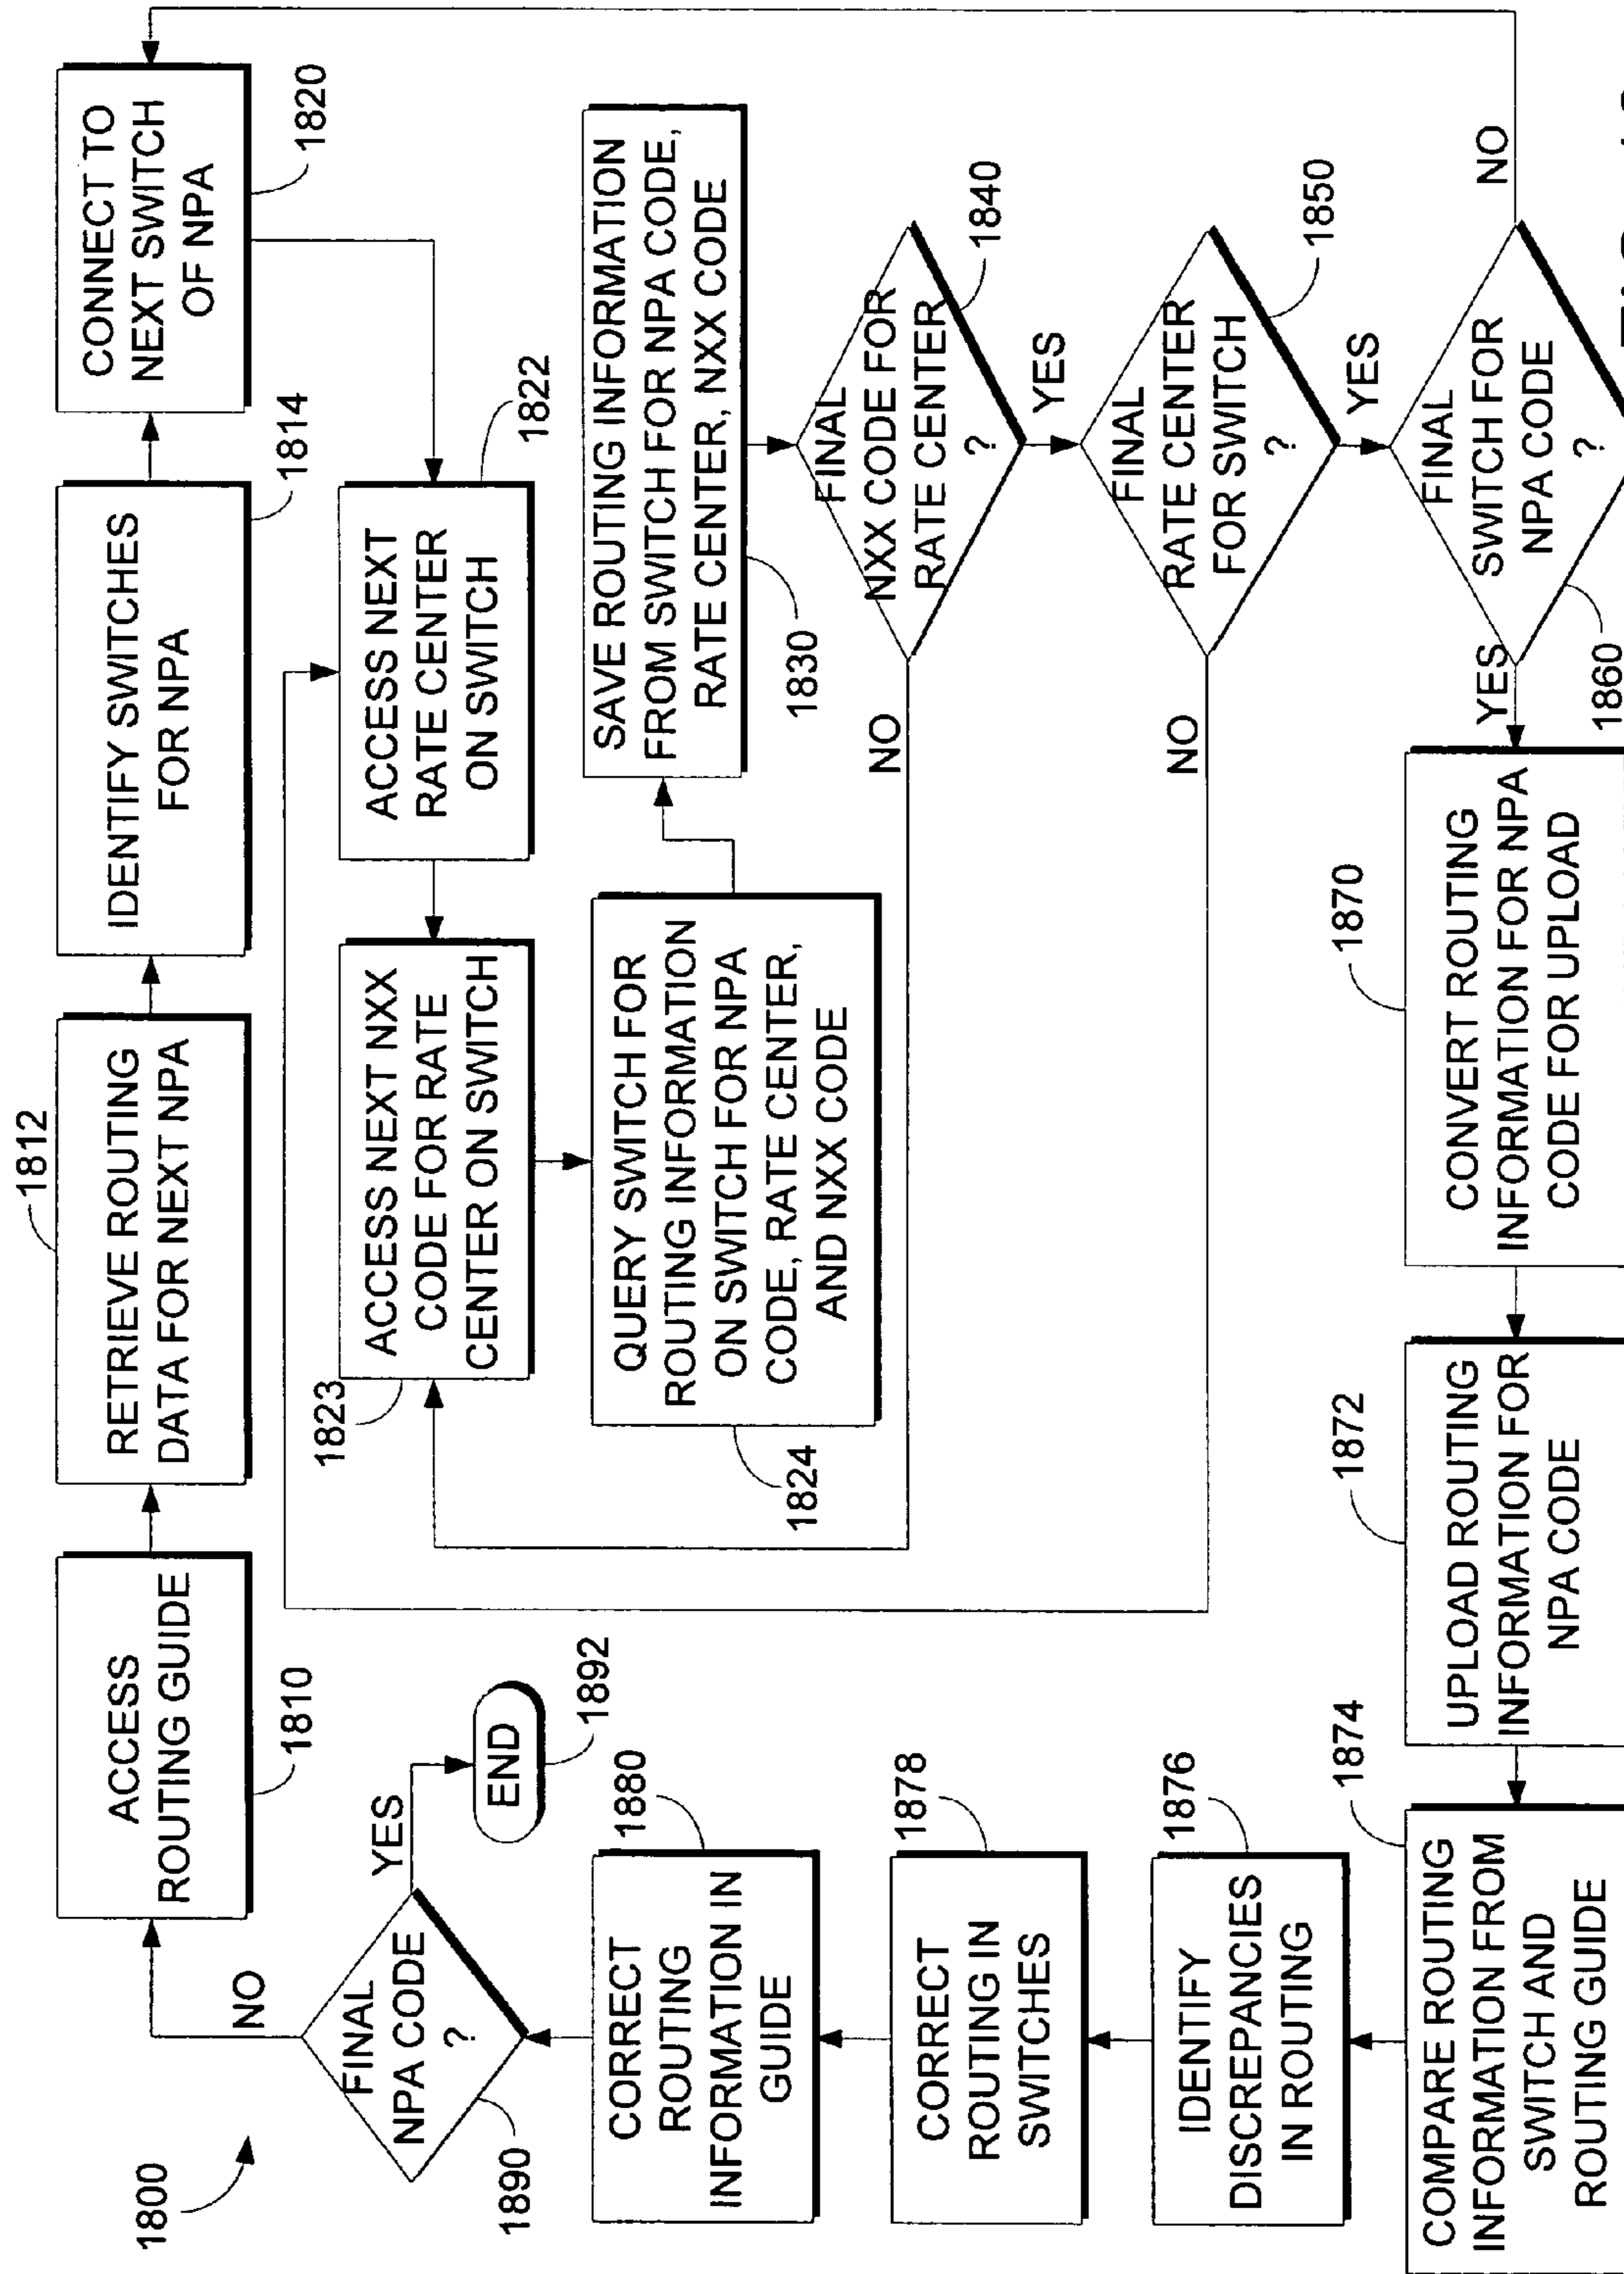 1800
ACCESS
ROUTING GUIDE
1810
RETRIEVE ROUTING
DATA FOR NEXT NPA
1812
IDENTIFY SWITCHES
FOR NPA
1814
CONNECT TO
NEXT SWITCH
OF NPA
1820
ACCESS NEXT
RATE CENTER
ON SWITCH
1822
ACCESS NEXT NXX
CODE FOR RATE
CENTER ON SWITCH
1823
QUERY SWITCH FOR
ROUTING INFORMATION
ON SWITCH FOR NPA
CODE, RATE CENTER,
AND NXX CODE
1824
SAVE ROUTING INFORMATION
FROM SWITCH FOR NPA CODE,
RATE CENTER, NXX CODE
1830
FINAL
NXX CODE FOR
RATE CENTER
?
1840
NO
YES
FINAL
RATE CENTER
FOR SWITCH
?
1850
NO
YES
FINAL
SWITCH FOR
NPA CODE
?
1860
NO
YES
CONVERT ROUTING
INFORMATION FOR NPA
CODE FOR UPLOAD
1870
UPLOAD ROUTING
INFORMATION FOR
NPA CODE
1872
COMPARE ROUTING
INFORMATION FROM
SWITCH AND
ROUTING GUIDE
1874
IDENTIFY
DISCREPANCIES
IN ROUTING
1876
CORRECT
ROUTING IN
SWITCHES
1878
CORRECT
ROUTING
INFORMATION IN
GUIDE
1880
FINAL
NPA CODE
?
1890
NO
YES
END
1892